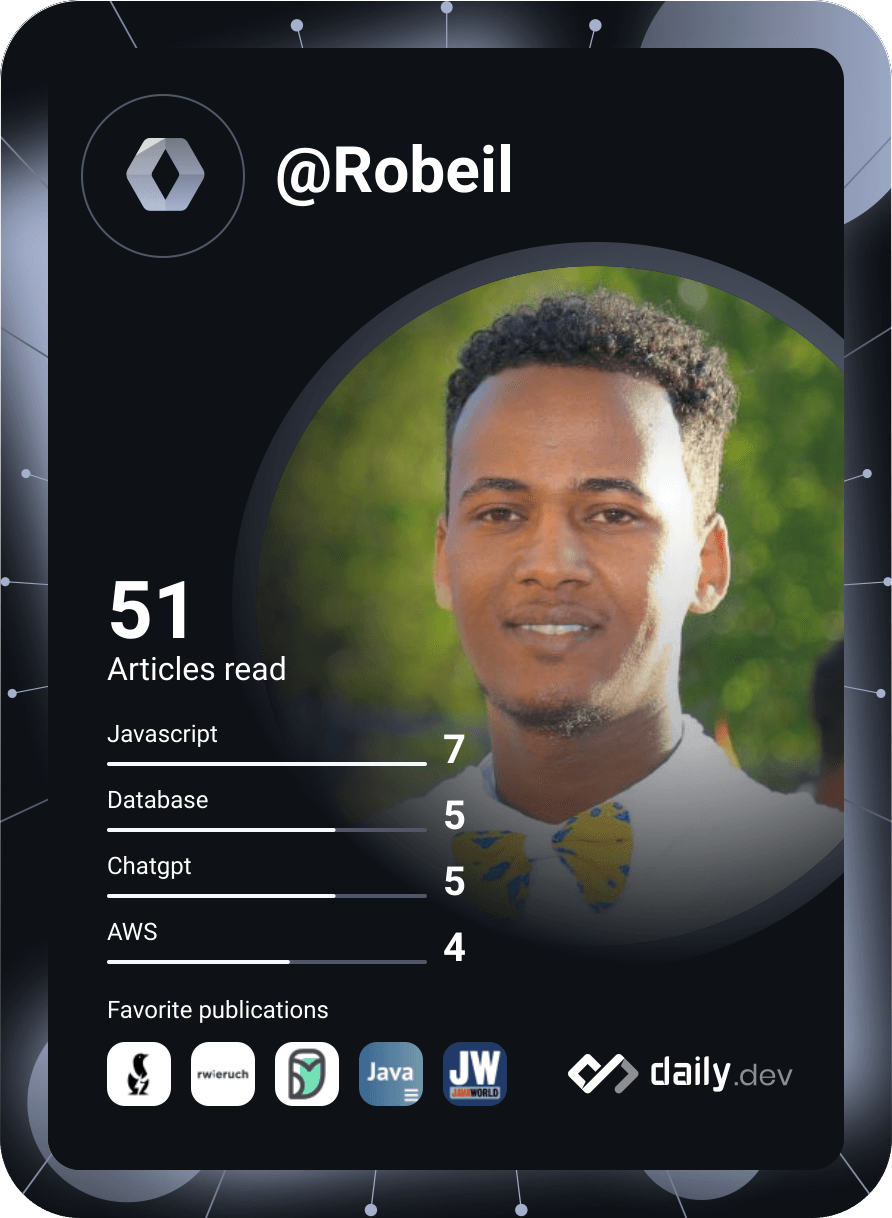 @Robeil
51
Articles read
Javascript
7
Database
5
Chatgpt
5
AWS
4
Favorite publications
rwieruch
Java
JW
JAVAWORLD
daily.dev